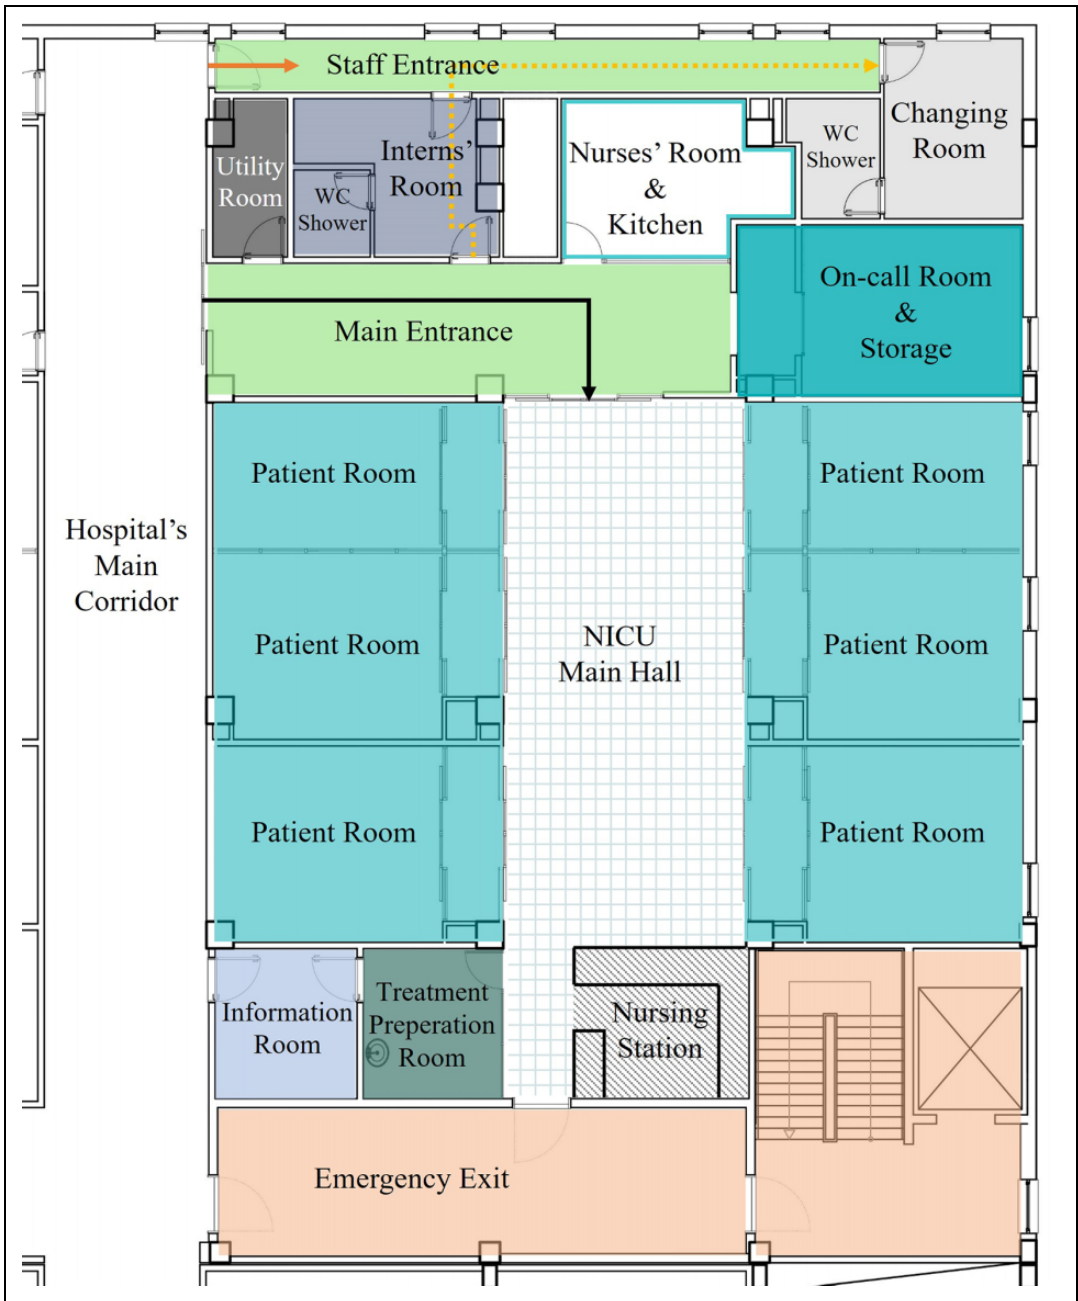 Staff Entrance
Changing
Room
WC
Shower
Nurses' Room
&
Kitchen
Interns'
Room
Utility
Room
WC
Shower
On-call Room
&
Storage
Main Entrance
Patient Room
Patient Room
Hospital's
Main
Corridor
NICU
Main Hall
Patient Room
Patient Room
Patient Room
Patient Room
Information
Room
Treatment
Preperation
Room
Nursing
Station
Emergency Exit